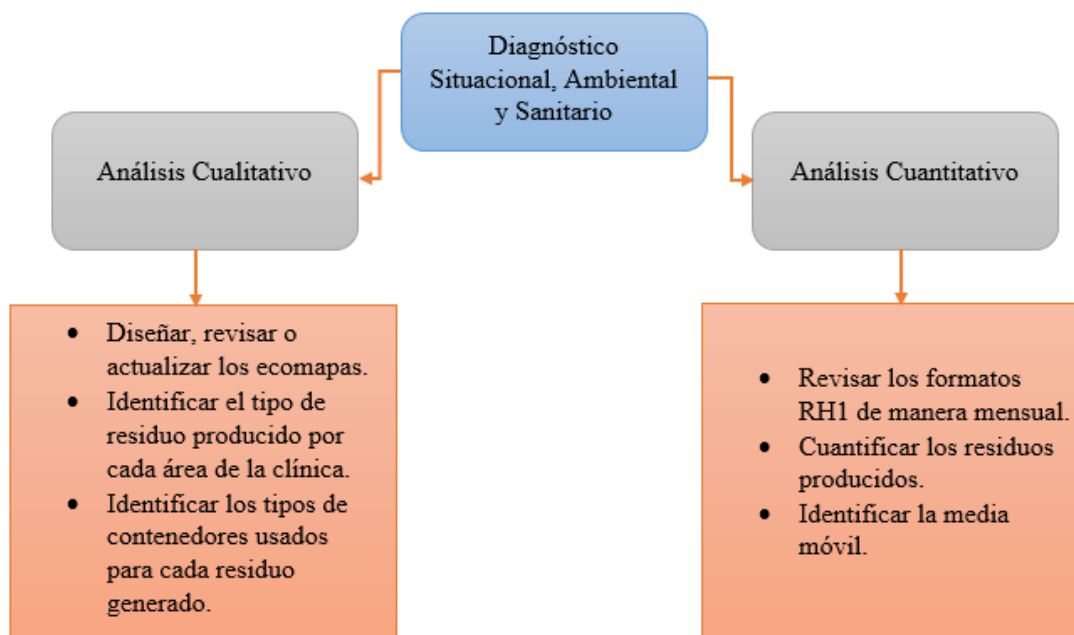 Diagnóstico
Situacional, Ambiental
y Sanitario
Análisis Cualitativo
Análisis Cuantitativo
• Diseñar, revisar o
actualizar los ecomapas.
• Identificar el tipo de
residuo producido por
cada área de la clínica.
• Identificar los tipos de
contenedores usados
para cada residuo
generado.
• Revisar los formatos
RH1 de manera mensual.
• Cuantificar los residuos
producidos.
• Identificar la media
móvil.